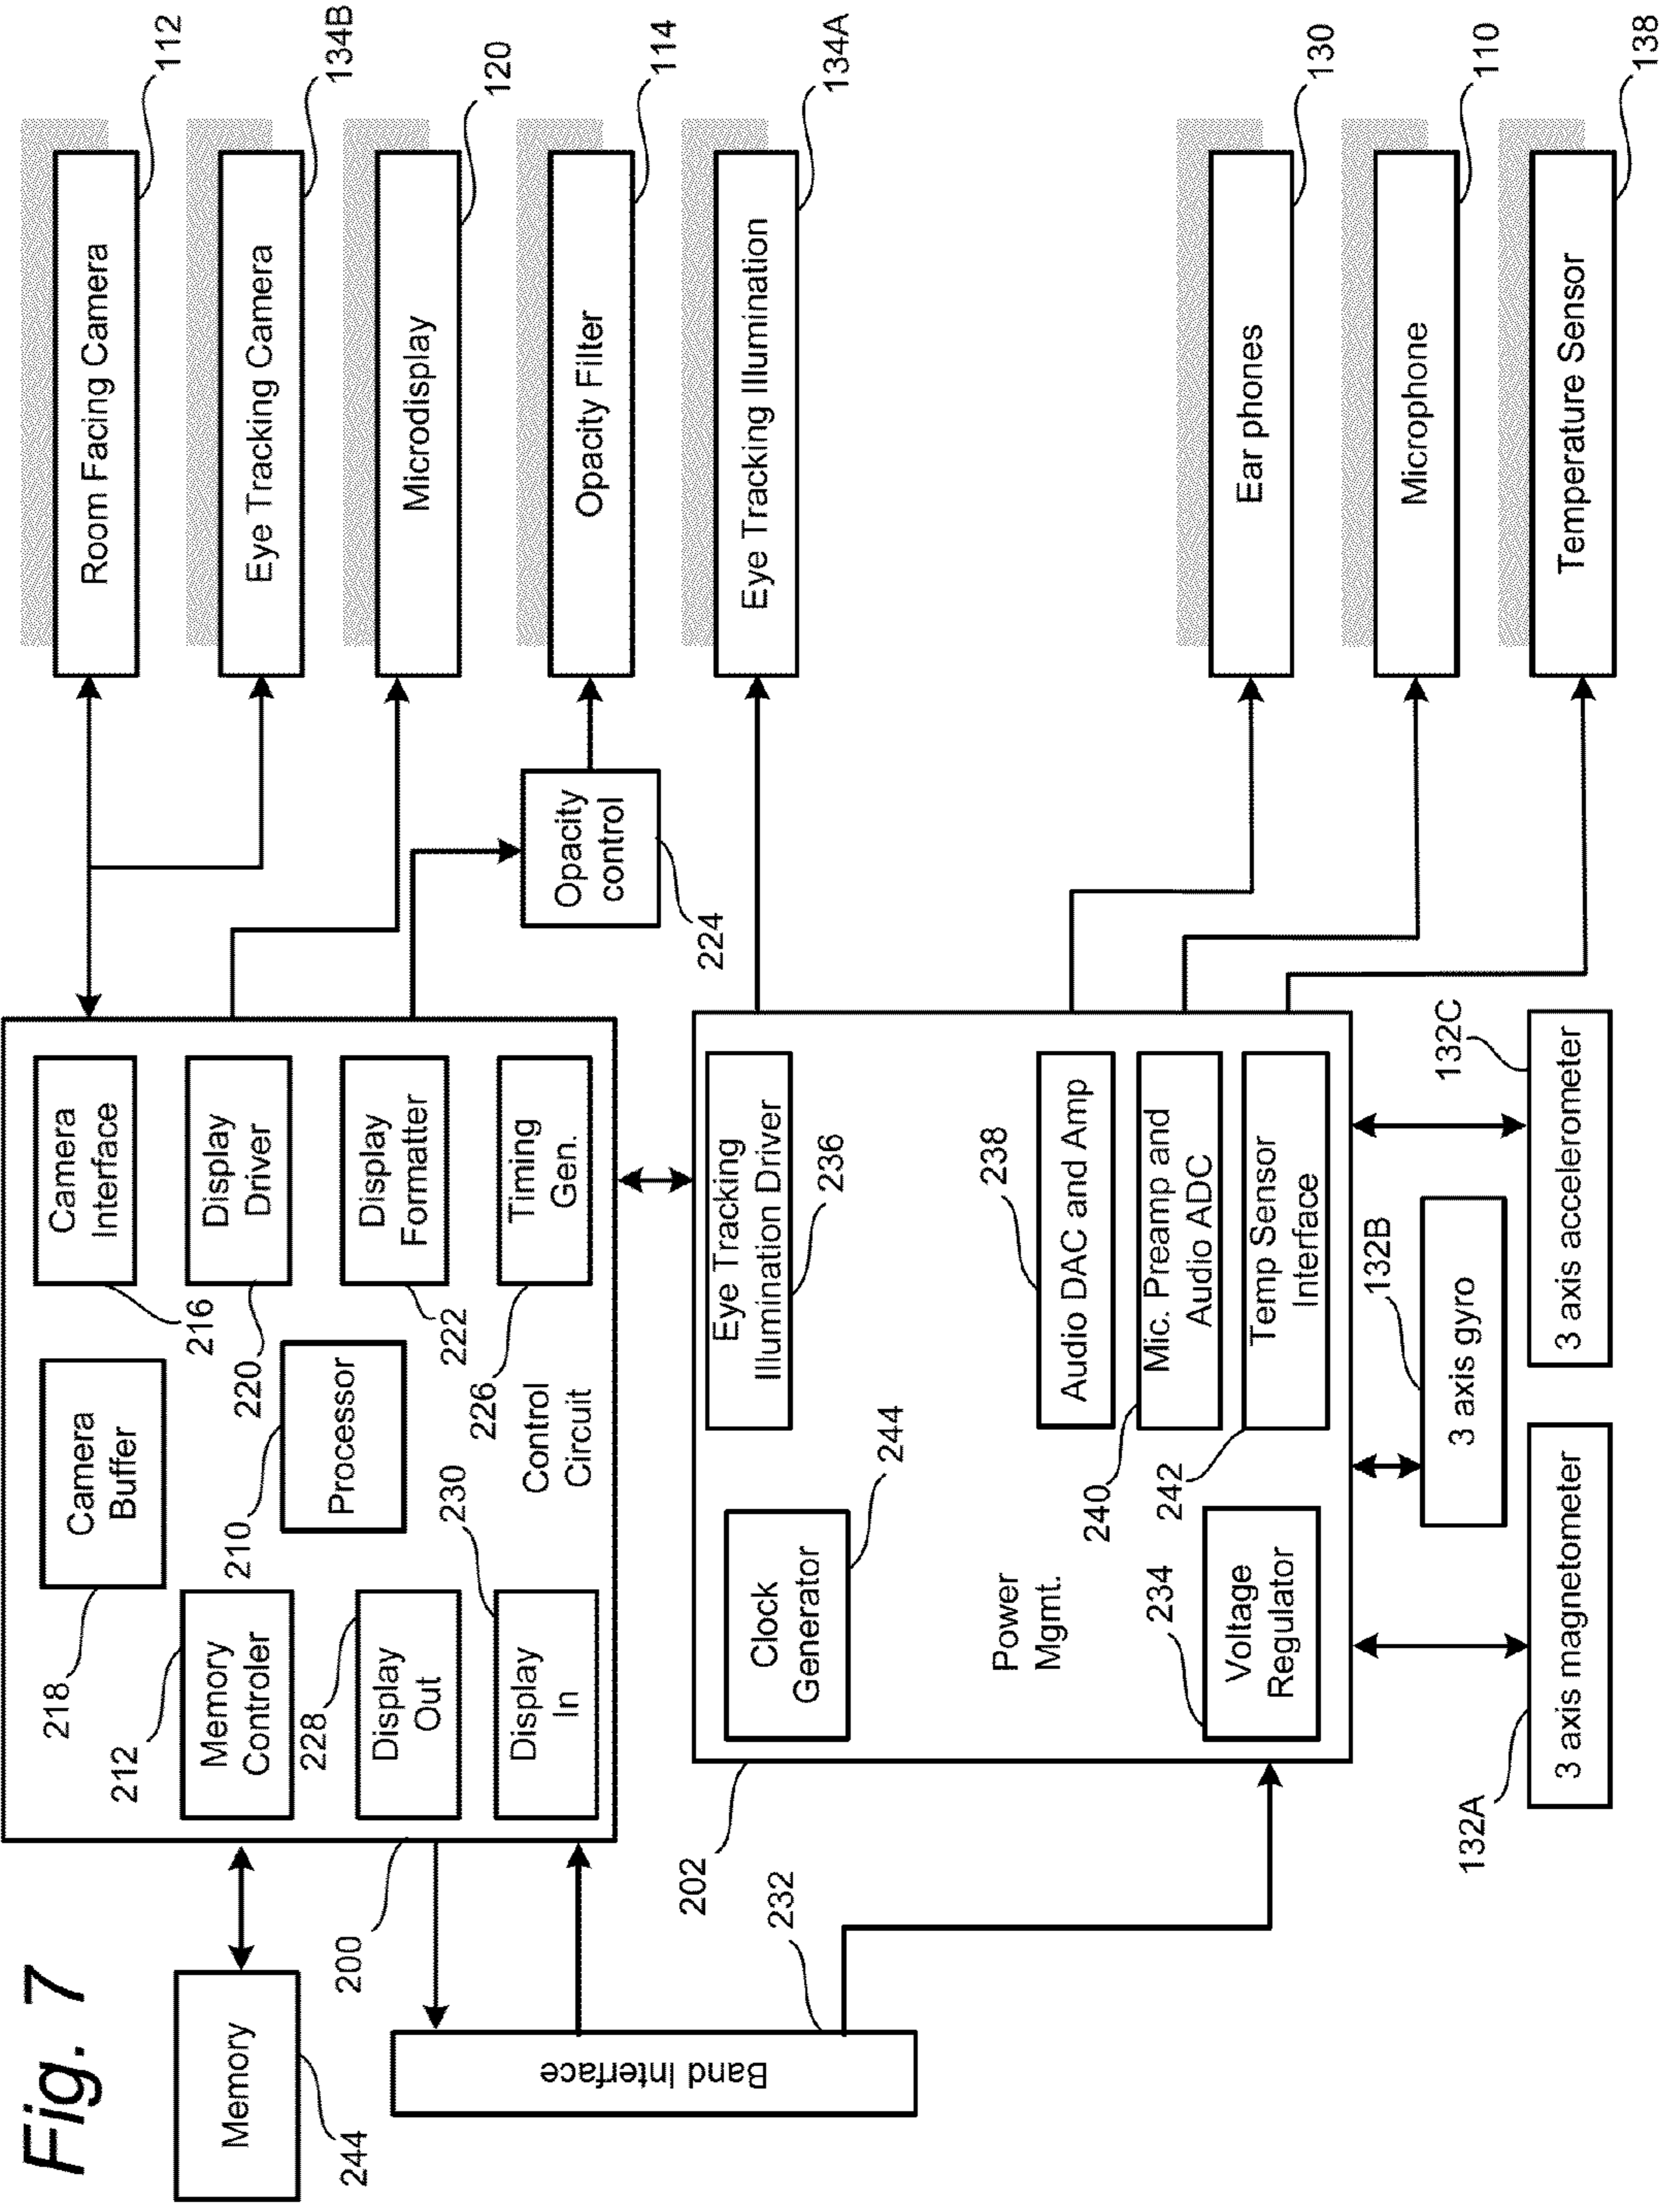 Fig. 7
Room Facing Camera
112
Eye Tracking Camera
134B
Microdisplay
120
Opacity Filter
114
Eye Tracking Illumination
134A
Ear phones
130
Microphone
110
Temperature Sensor
138
Opacity
control
224
Camera
Interface
216
Display
Driver
220
Display
Formatter
222
Timing
Gen.
226
Camera
Buffer
218
Processor
210
Control
Circuit
Memory
Controler
212
Display
Out
228
Display
In
230
200
Memory
244
Band Interface
232
Eye Tracking
Illumination Driver
236
Audio DAC and Amp
238
Mic. Preamp and
Audio ADC
240
Temp Sensor
Interface
242
Clock
Generator
244
Power
Mgmt.
Voltage
Regulator
234
202
3 axis magnetometer
132A
3 axis gyro
132B
3 axis accelerometer
132C